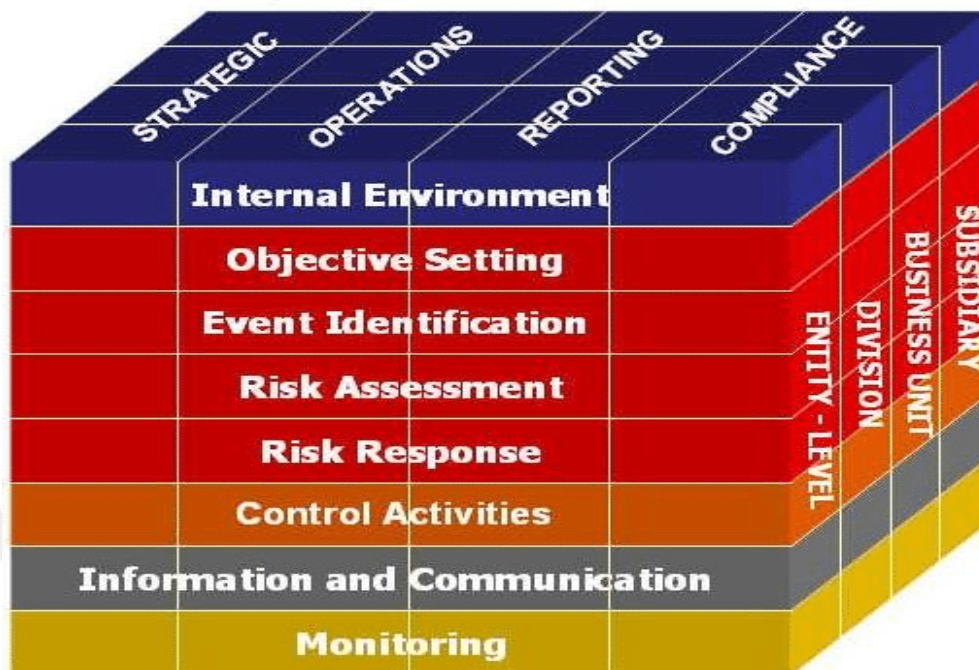 STRATEGIC
OPERATIONS
REPORTING
COMPLIANCE
Internal Environment
Objective Setting
Event Identification
Risk Assessment
Risk Response
Control Activities
Information and Communication
Monitoring
ENTITY - LEVEL
DIVISION
BUSINESS UNIT
SUBSIDIARY